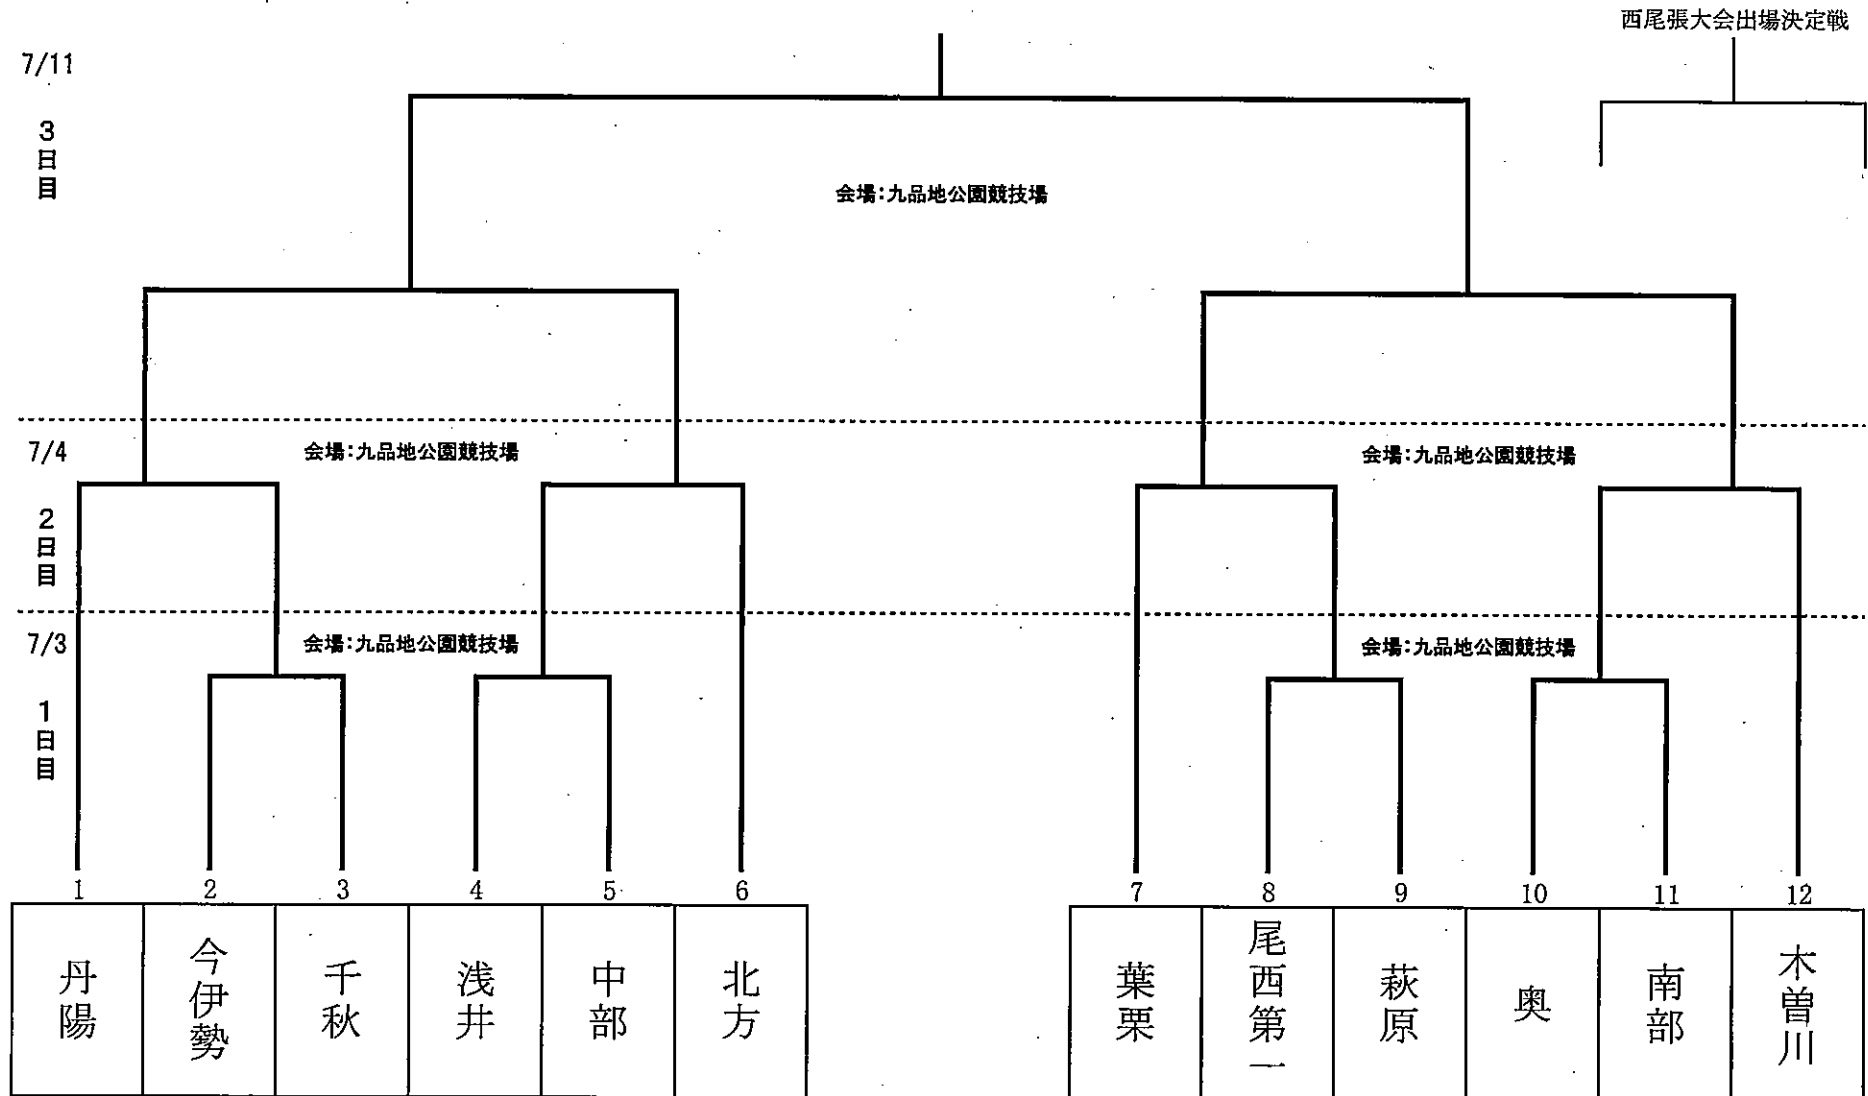 西尾張大会出場決定戦
7/11
3日目
会場:九品地公園競技場
7/4
会場:九品地公園競技場
会場:九品地公園競技場
2日目
7/3
会場:九品地公園競技場
会場:九品地公園競技場
1日目
1 2 3 4 5 6 7 8 9 10 11 12
丹陽
今伊勢
千秋
浅井
中部
北方
葉栗
尾西第一
萩原
奥
南部
木曽川